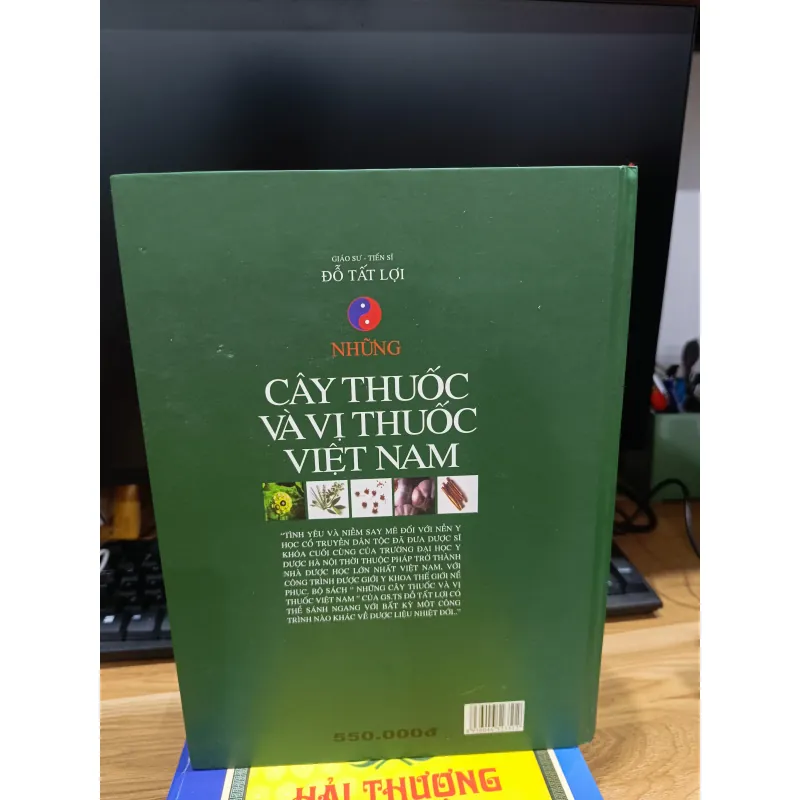 GIÁO SƯ - TIẾN SĨ
ĐỖ TẤT LỢI
NHỮNG
CÂY THUỐC
VÀ VỊ THUỐC
VIỆT NAM
"TÌNH YÊU VÀ NIỀM SAY MÊ ĐỐI VỚI NỀN Y
HỌC CỔ TRUYỀN DÂN TỘC ĐÃ ĐƯA DƯỢC SĨ
KHÓA CUỐI CÙNG CỦA TRƯỜNG ĐẠI HỌC Y
DƯỢC HÀ NỘI THỜI THUỘC PHÁP TRỞ THÀNH
NHÀ DƯỢC HỌC LỚN NHẤT VIỆT NAM, VỚI
CÔNG TRÌNH ĐƯỢC GIỚI Y KHOA THẾ GIỚI NỂ
PHỤC. BỘ SÁCH " NHỮNG CÂY THUỐC VÀ VỊ
THUỐC VIỆT NAM " CỦA GS.TS ĐỖ TẤT LỢI CÓ
THỂ SÁNH NGANG VỚI BẤT KỲ MỘT CÔNG
TRÌNH NÀO KHÁC VỀ DƯỢC LIỆU NHIỆT ĐỚI.."
550.000đ
HẢI THƯỢNG